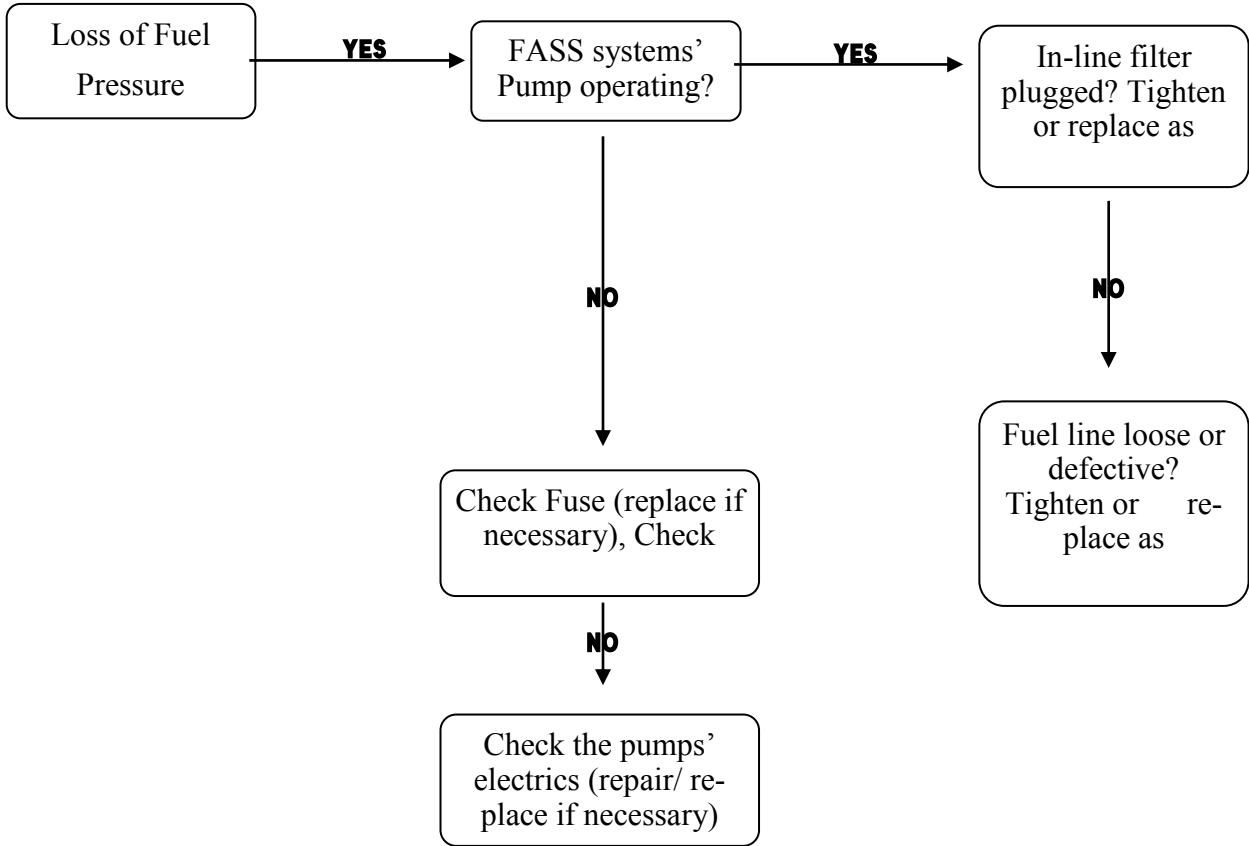 Loss of Fuel
Pressure
YES
FASS systems’
Pump operating?
YES
In-line filter
plugged? Tighten
or replace as
NO
NO
Fuel line loose or
defective?
Tighten or re-
place as
Check Fuse (replace if
necessary), Check
NO
Check the pumps’
electrics (repair/ re-
place if necessary)